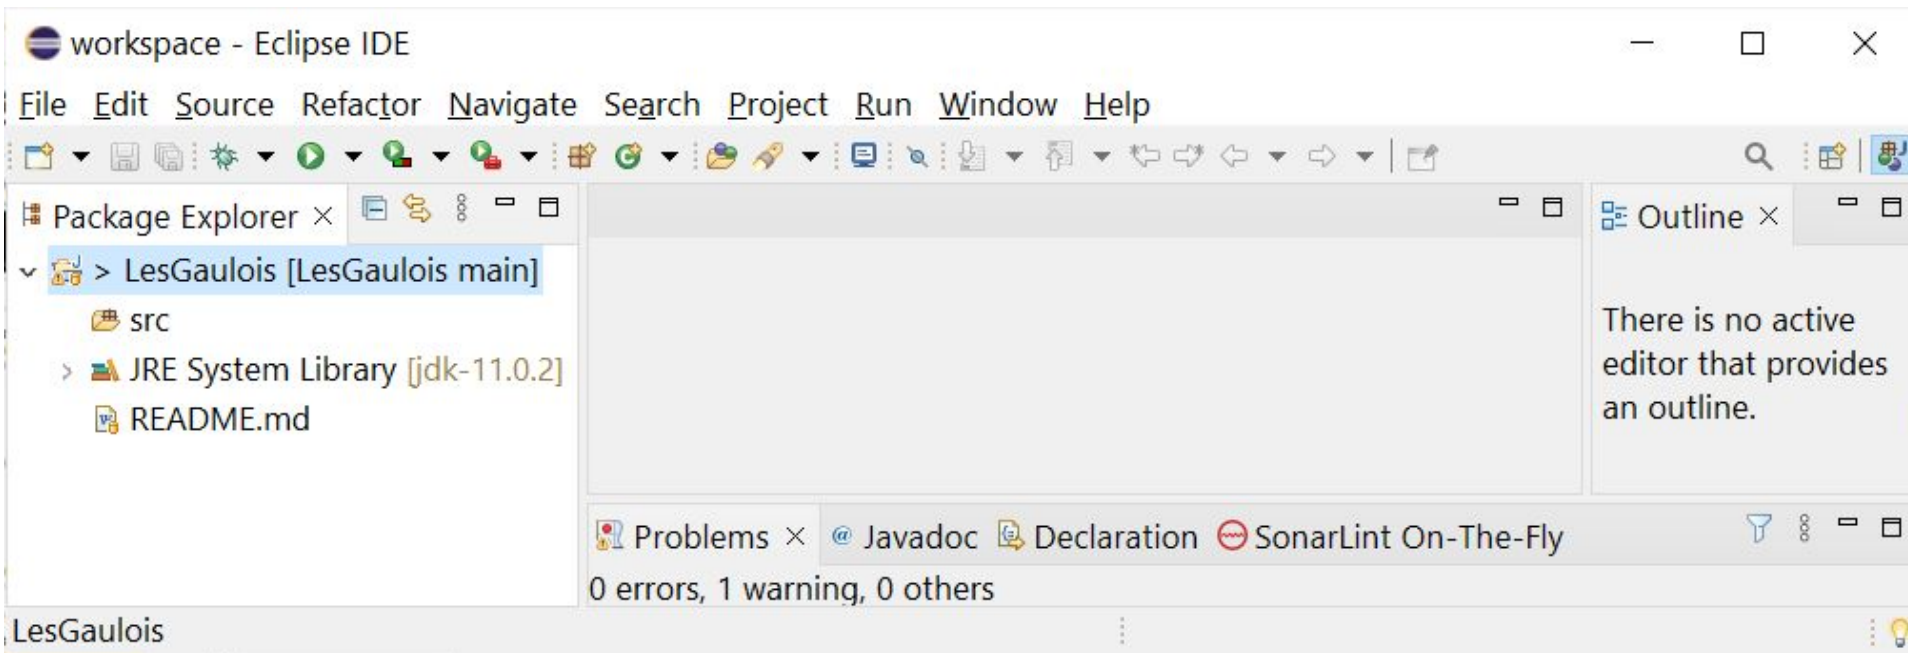 workspace - Eclipse IDE
File Edit Source Refactor Navigate Search Project Run Window Help
Package Explorer
Outline
> LesGaulois [LesGaulois main]
src
JRE System Library [jdk-11.0.2]
README.md
There is no active
editor that provides
an outline.
Problems @ Javadoc Declaration SonarLint On-The-Fly
0 errors, 1 warning, 0 others
LesGaulois